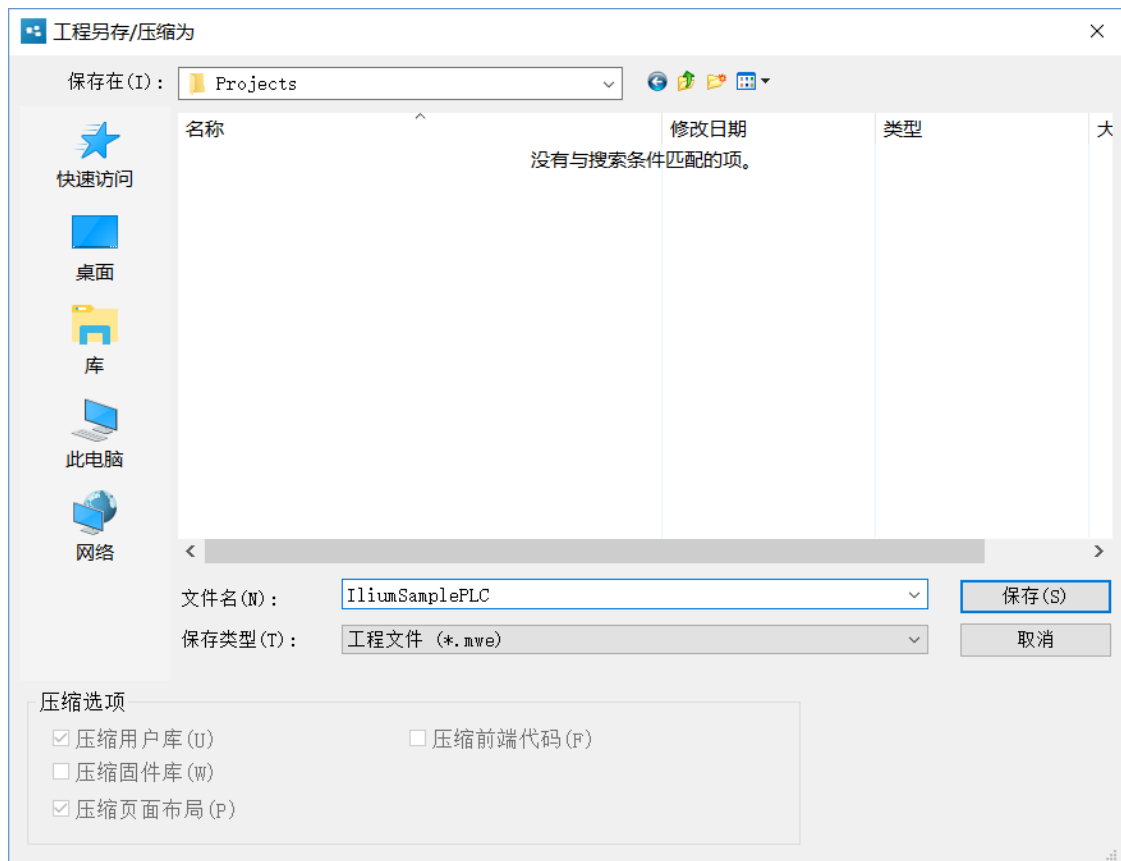 工程另存/压缩为
保存在(I): Projects
名称 修改日期 类型 大
没有与搜索条件匹配的项。
快速访问
桌面
库
此电脑
网络
文件名(N): IliumSamplePLC 保存(S)
保存类型(T): 工程文件 (*.mwe) 取消
压缩选项
压缩用户库(U) 压缩前端代码(F)
压缩固件库(W)
压缩页面布局(P)